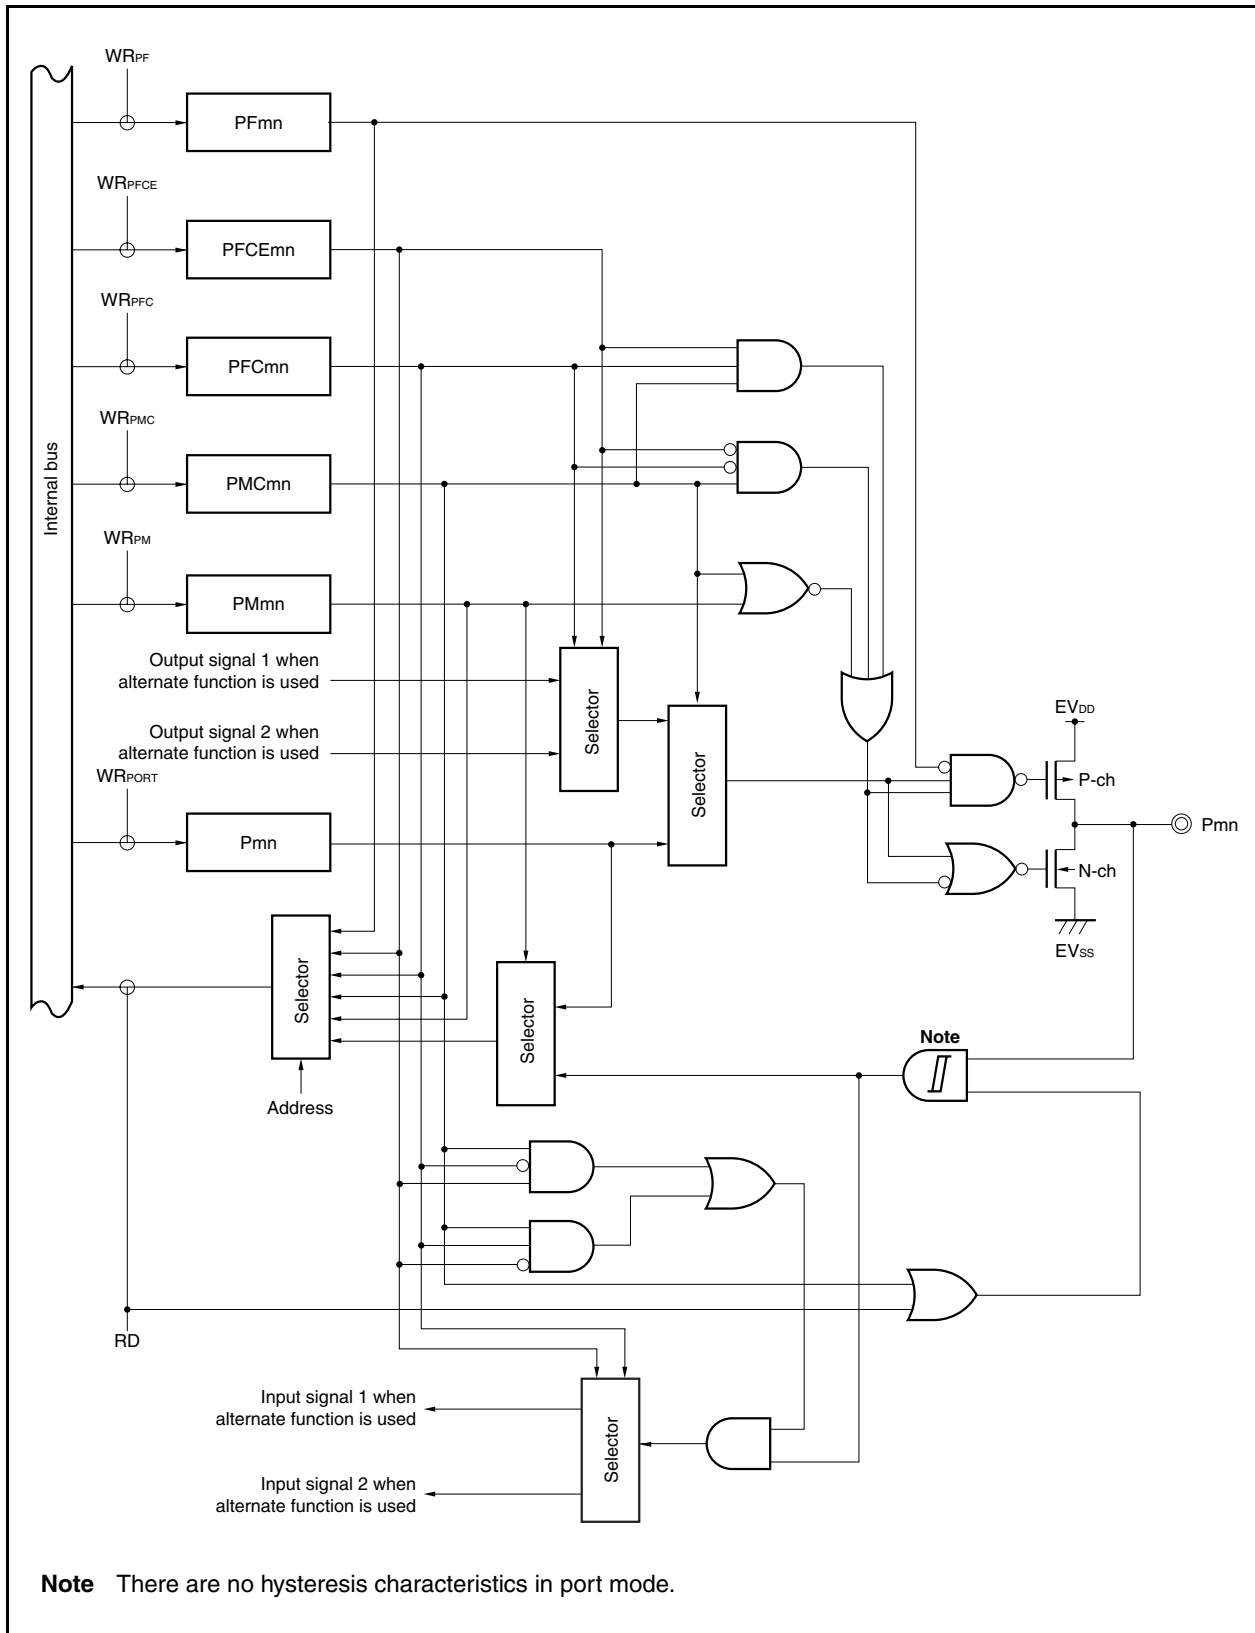 WRPF
PFmn
WRPFCE
PFCEmn
WRPFC
PFCmn
WRPMC
PMCmn
Internal bus
WRPM
PMmn
Output signal 1 when
alternate function is used
Output signal 2 when
alternate function is used
Selector
Selector
WRPORT
Pmn
EVDD
P-ch
Pmn
N-ch
EVSS
Selector
Selector
Note
Address
RD
Input signal 1 when
alternate function is used
Input signal 2 when
alternate function is used
Selector
Note There are no hysteresis characteristics in port mode.